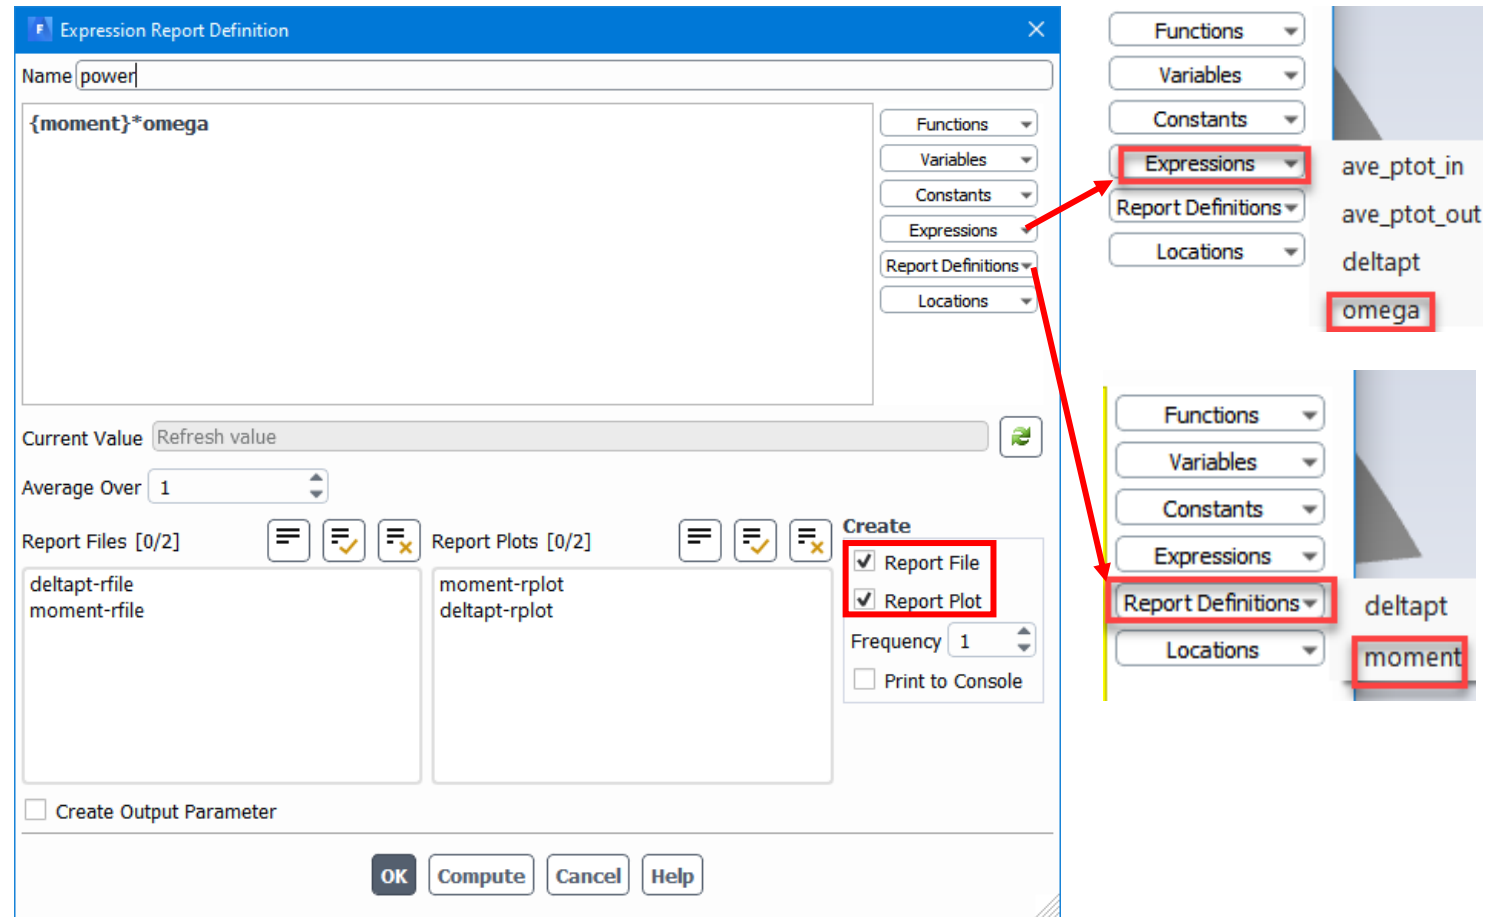 F Expression Report Definition
Name power
{moment}*omega
Functions
Variables
Constants
Expressions
Report Definitions
Locations
Current Value Refresh value
Average Over 1
Report Files [0/2]
deltapt-rfile
moment-rfile
Report Plots [0/2]
moment-rplot
deltapt-rplot
Create
Report File
Report Plot
Frequency 1
Print to Console
Create Output Parameter
OK Compute Cancel Help
Functions
Variables
Constants
Expressions
Report Definitions
Locations
ave_ptot_in
ave_ptot_out
deltapt
omega
Functions
Variables
Constants
Expressions
Report Definitions
Locations
deltapt
moment